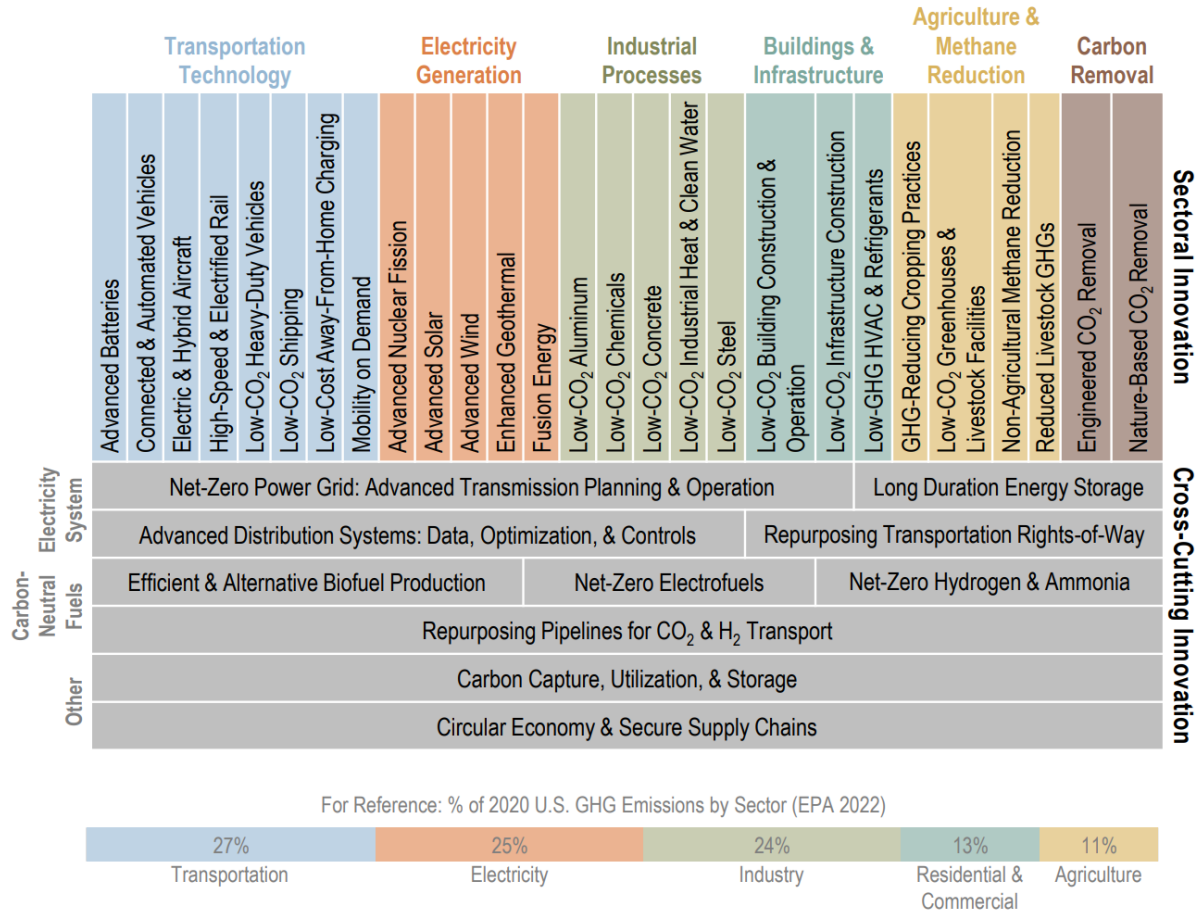 Transportation
Technology
Electricity
Generation
Industrial
Processes
Buildings &
Infrastructure
Agriculture &
Methane
Reduction
Carbon
Removal
Advanced Batteries
Connected & Automated Vehicles
Electric & Hybrid Aircraft
High-Speed & Electrified Rail
Low-CO₂ Heavy-Duty Vehicles
Low-CO₂ Shipping
Low-Cost Away-From-Home Charging
Mobility on Demand
Advanced Nuclear Fission
Advanced Solar
Advanced Wind
Enhanced Geothermal
Fusion Energy
Low-CO₂ Aluminum
Low-CO₂ Chemicals
Low-CO₂ Concrete
Low-CO₂ Industrial Heat & Clean Water
Low-CO₂ Steel
Low-CO₂ Building Construction &
Operation
Low-CO₂ Infrastructure Construction
Low-GHG HVAC & Refrigerants
GHG-Reducing Cropping Practices
Low-CO₂ Greenhouses &
Livestock Facilities
Non-Agricultural Methane Reduction
Reduced Livestock GHGs
Engineered CO₂ Removal
Nature-Based CO₂ Removal
Sectoral Innovation
Electricity
System
Net-Zero Power Grid: Advanced Transmission Planning & Operation
Long Duration Energy Storage
Advanced Distribution Systems: Data, Optimization, & Controls
Repurposing Transportation Rights-of-Way
Carbon-
Neutral
Fuels
Efficient & Alternative Biofuel Production
Net-Zero Electrofuels
Net-Zero Hydrogen & Ammonia
Repurposing Pipelines for CO₂ & H₂ Transport
Other
Carbon Capture, Utilization, & Storage
Circular Economy & Secure Supply Chains
Cross-Cutting Innovation
For Reference: % of 2020 U.S. GHG Emissions by Sector (EPA 2022)
27%
25%
24%
13%
11%
Transportation
Electricity
Industry
Residential &
Commercial
Agriculture